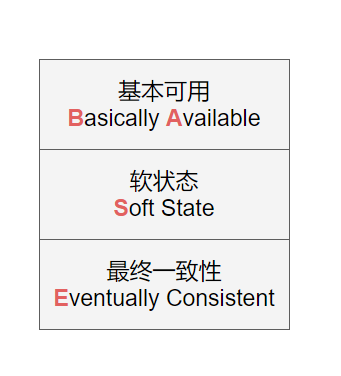 基本可用
Basically Available
软状态
Soft State
最终一致性
Eventually Consistent